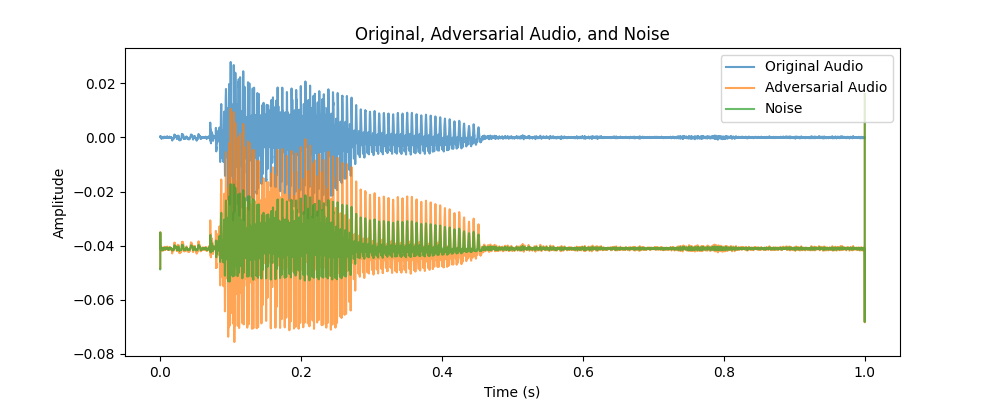 Original, Adversarial Audio, and Noise
Original Audio
Adversarial Audio
Noise
Amplitude
0.02
0.00
−0.02
−0.04
−0.06
−0.08
0.0 0.2 0.4 0.6 0.8 1.0
Time (s)